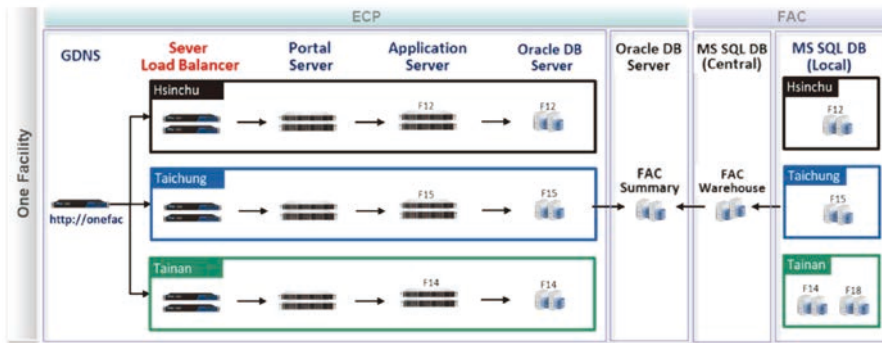 ECP
FAC
One Facility
GDNS
Sever
Load Balancer
Portal
Server
Application
Server
Oracle DB
Server
Oracle DB
Server
MS SQL DB
(Central)
MS SQL DB
(Local)
Hsinchu
F12
F12
Hsinchu
F12
http://onefac
Taichung
F15
F15
FAC
Summary
FAC
Warehouse
Taichung
F15
Tainan
F14
F14
Tainan
F14
F18